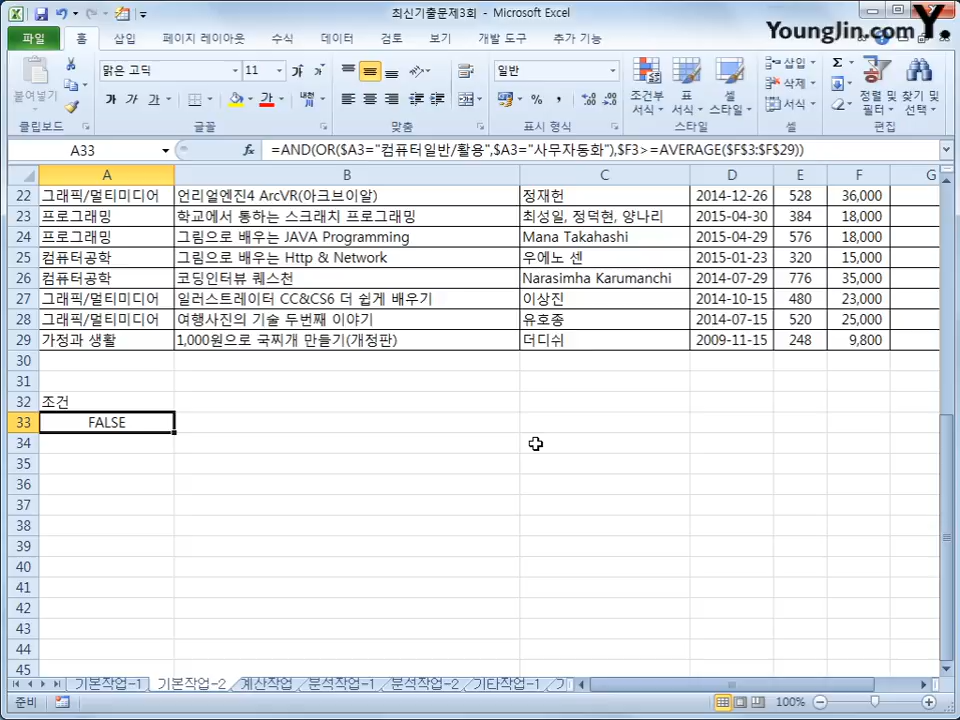 최신기출문제3회 - Microsoft Excel
YoungJin.com Y.
파일 홈 삽입 페이지 레이아웃 수식 데이터 검토 보기 개발 도구 추가 기능
붙여넣기
클립보드
맑은 고딕 11 가 가
가 가 가 가
글꼴
맞춤
일반
% ,
표시 형식
조건부 서식 표 서식 셀 스타일
스타일
삽입
삭제
서식
셀
Σ
정렬 및 필터 찾기 및 선택
편집
A33 fx =AND(OR($A3="컴퓨터일반/활용",$A3="사무자동화"),$F3>=AVERAGE($F$3:$F$29))
A B C D E F G
22 그래픽/멀티미디어 언리얼엔진4 ArcVR(아크브이알) 정재헌 2014-12-26 528 36,000
23 프로그래밍 학교에서 통하는 스크래치 프로그래밍 최성일, 정덕현, 양나리 2015-04-30 384 18,000
24 프로그래밍 그림으로 배우는 JAVA Programming Mana Takahashi 2015-04-29 576 18,000
25 컴퓨터공학 그림으로 배우는 Http & Network 우에노 센 2015-01-23 320 15,000
26 컴퓨터공학 코딩인터뷰 퀘스천 Narasimha Karumanchi 2014-07-29 776 35,000
27 그래픽/멀티미디어 일러스트레이터 CC&CS6 더 쉽게 배우기 이상진 2014-10-15 480 23,000
28 그래픽/멀티미디어 여행사진의 기술 두번째 이야기 유호종 2014-07-15 520 25,000
29 가정과 생활 1,000원으로 국찌개 만들기(개정판) 더디쉬 2009-11-15 248 9,800
30
31
32 조건
33 FALSE
34
35
36
37
38
39
40
41
42
43
44
45
기본작업-1 기본작업-2 계산작업 분석작업-1 분석작업-2 기타작업-1
준비 100%